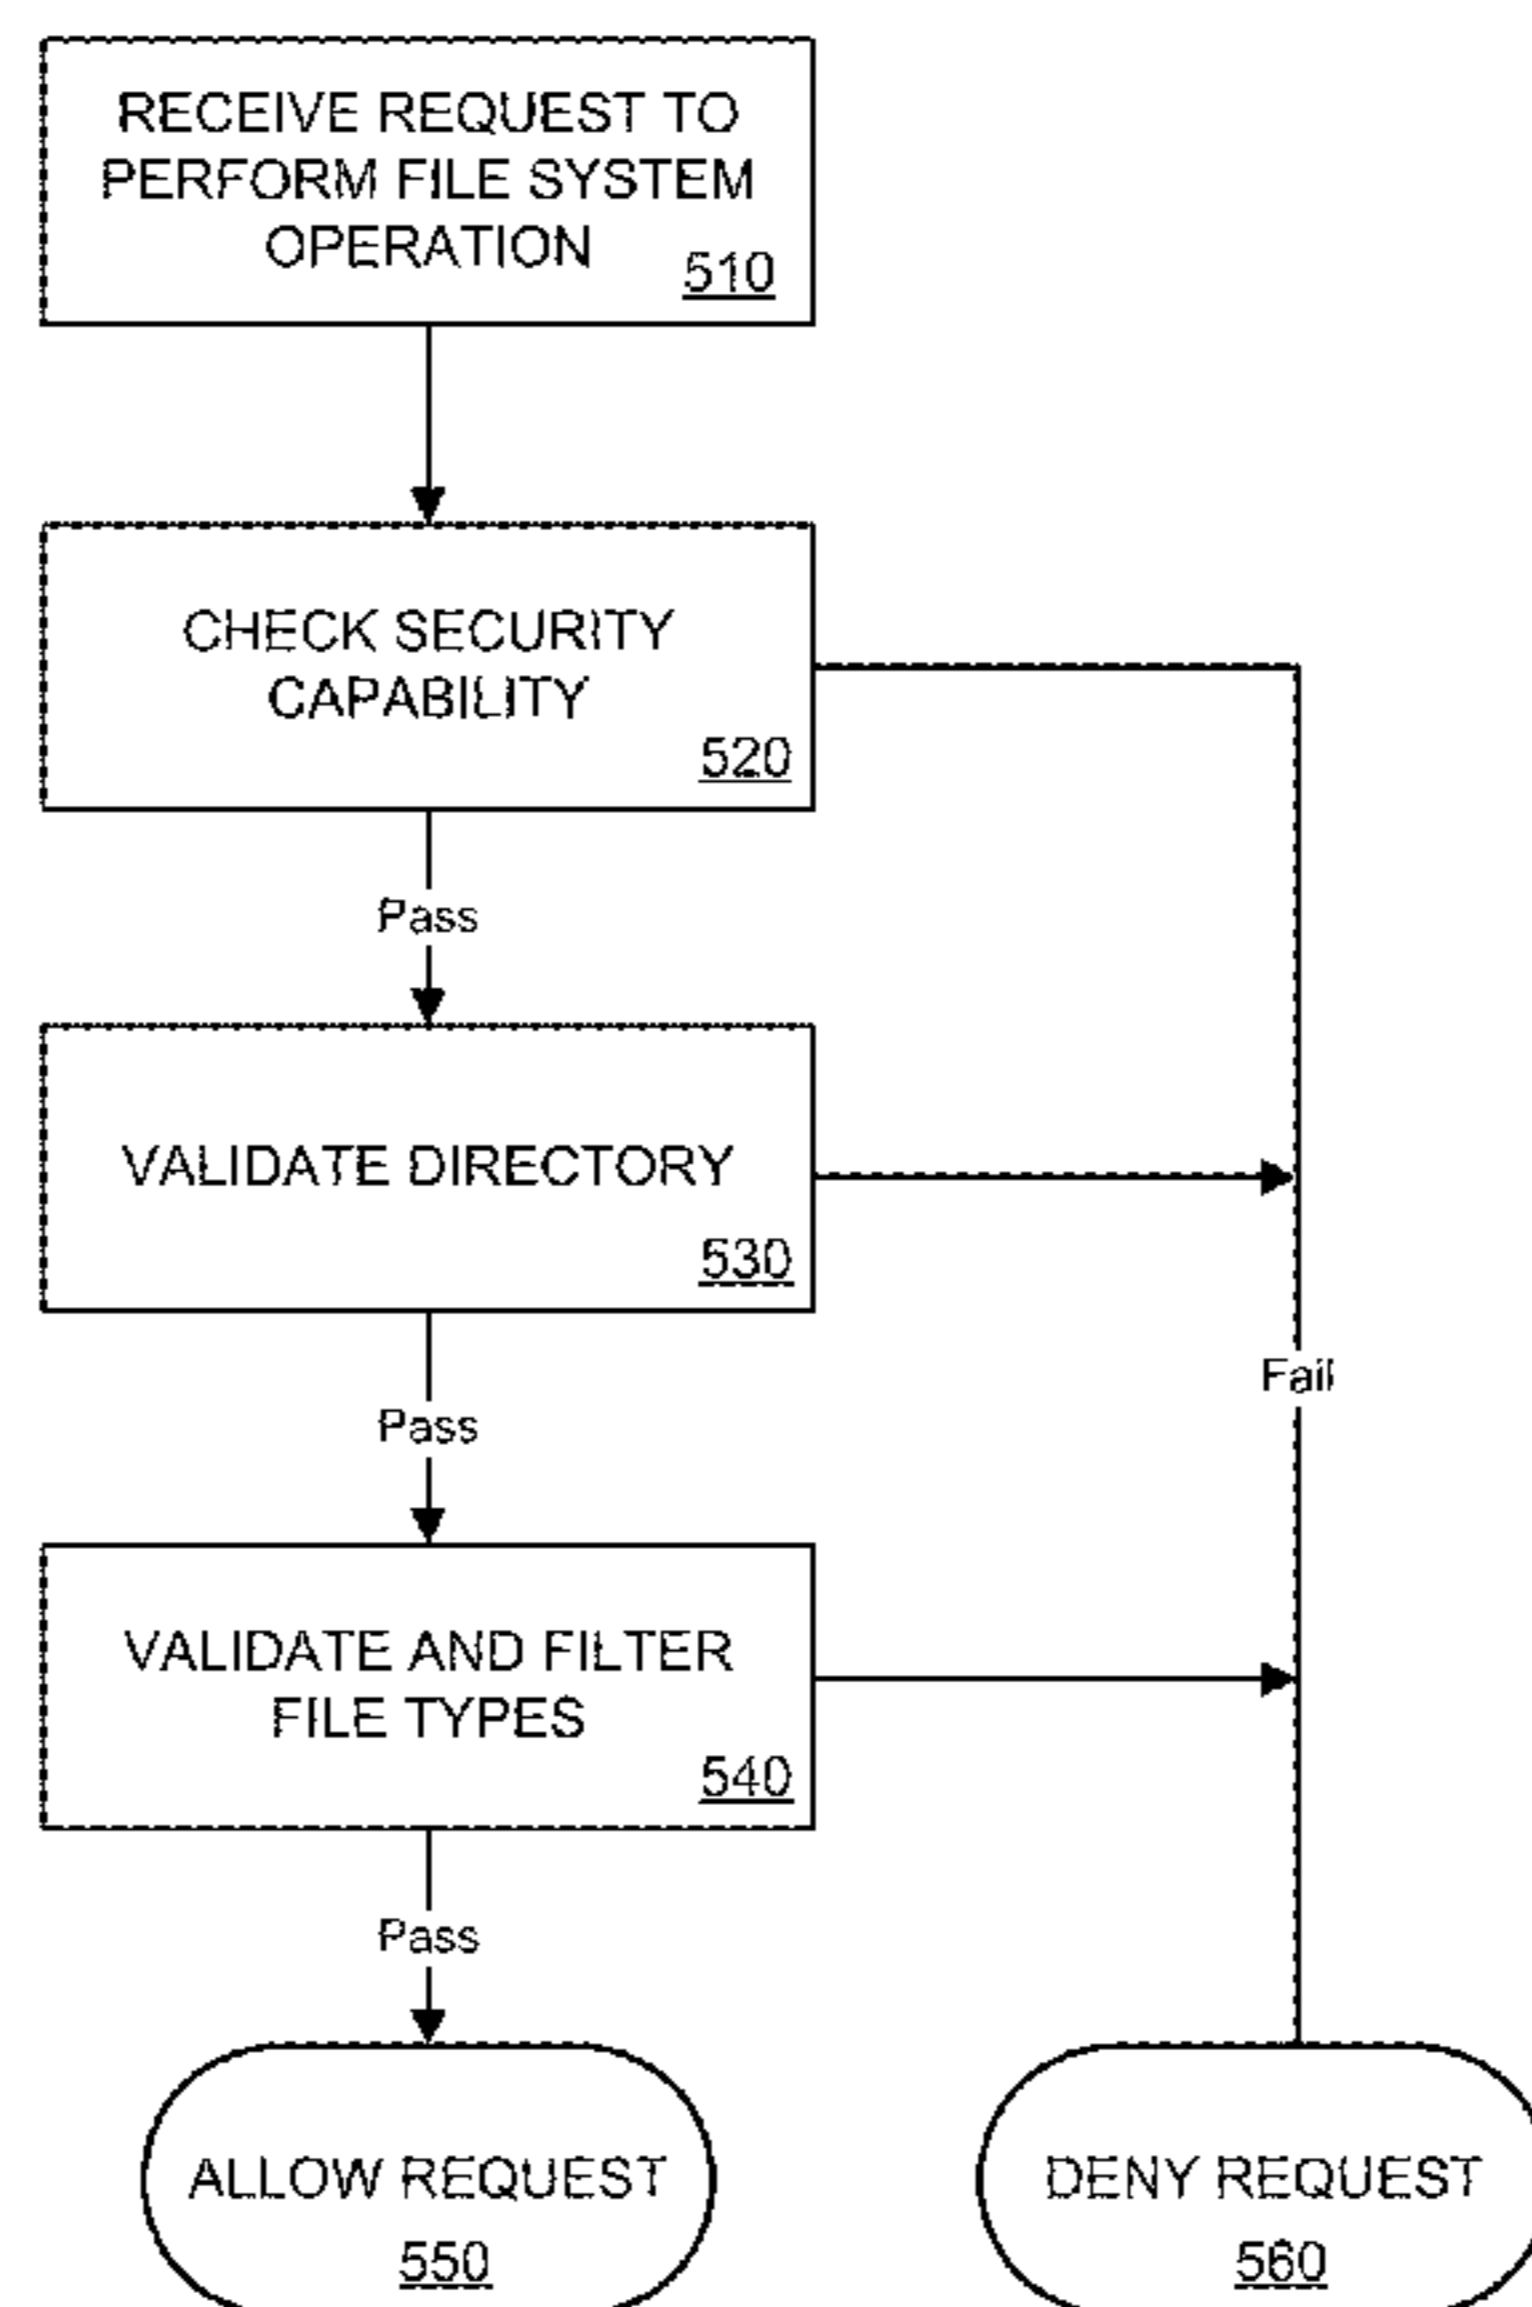 RECEIVE REQUEST TO
PERFORM FILE SYSTEM
OPERATION
510
CHECK SECURITY
CAPABILITY
520
Pass
VALIDATE DIRECTORY
530
Fail
Pass
VALIDATE AND FILTER
FILE TYPES
540
Pass
ALLOW REQUEST
550
DENY REQUEST
560